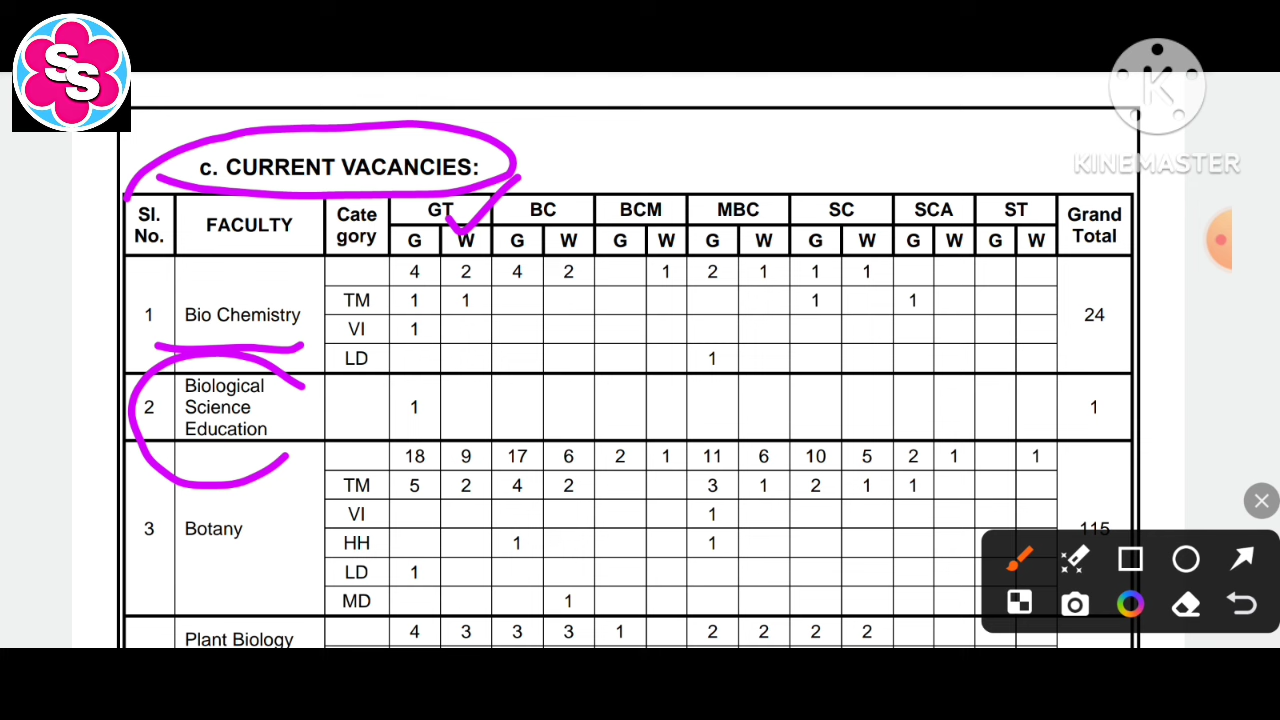 SS
K
KINEMASTER
c. CURRENT VACANCIES:
Sl. No. FACULTY Cate gory GT BC BCM MBC SC SCA ST Grand Total
G W G W G W G W G W G W G W
1 Bio Chemistry 4 2 4 2 1 2 1 1 1 24
TM 1 1 1 1
VI 1
LD 1
2 Biological Science Education 1 1
3 Botany 18 9 17 6 2 1 11 6 10 5 2 1 1 115
TM 5 2 4 2 3 1 2 1 1
VI 1
HH 1 1
LD 1
MD 1
Plant Biology 4 3 3 3 1 2 2 2 2